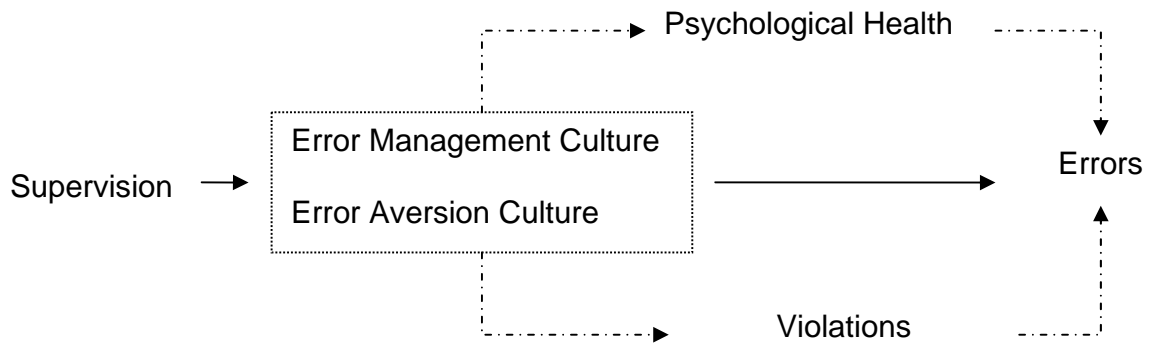 Psychological Health
Error Management Culture
Supervision
Error Aversion Culture
Errors
Violations